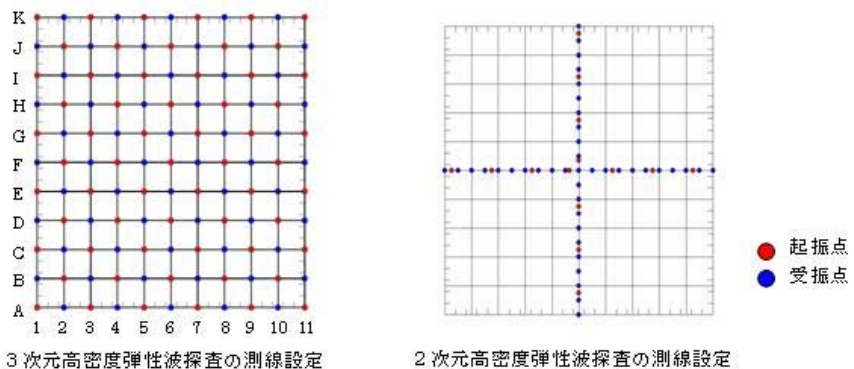 K
J
I
H
G
F
E
D
C
B
A
1 2 3 4 5 6 7 8 9 10 11
3次元高密度弾性波探査の測線設定
2次元高密度弾性波探査の測線設定
起振点
受振点